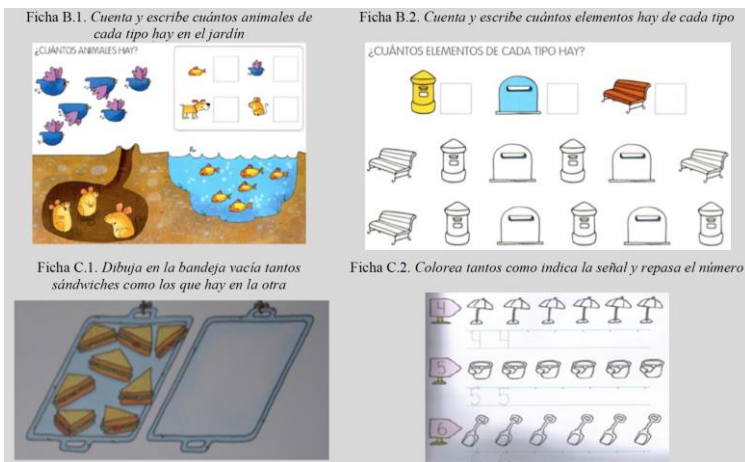 Ficha B.1. Cuenta y escribe cuántos animales de
cada tipo hay en el jardín
¿CUÁNTOS ANIMALES HAY?
Ficha B.2. Cuenta y escribe cuántos elementos hay de cada tipo
¿CUÁNTOS ELEMENTOS DE CADA TIPO HAY?
Ficha C.1. Dibuja en la bandeja vacía tantos
sándwiches como los que hay en la otra
Ficha C.2. Colorea tantos como indica la señal y repasa el número
4
4 4
5
5 5
6